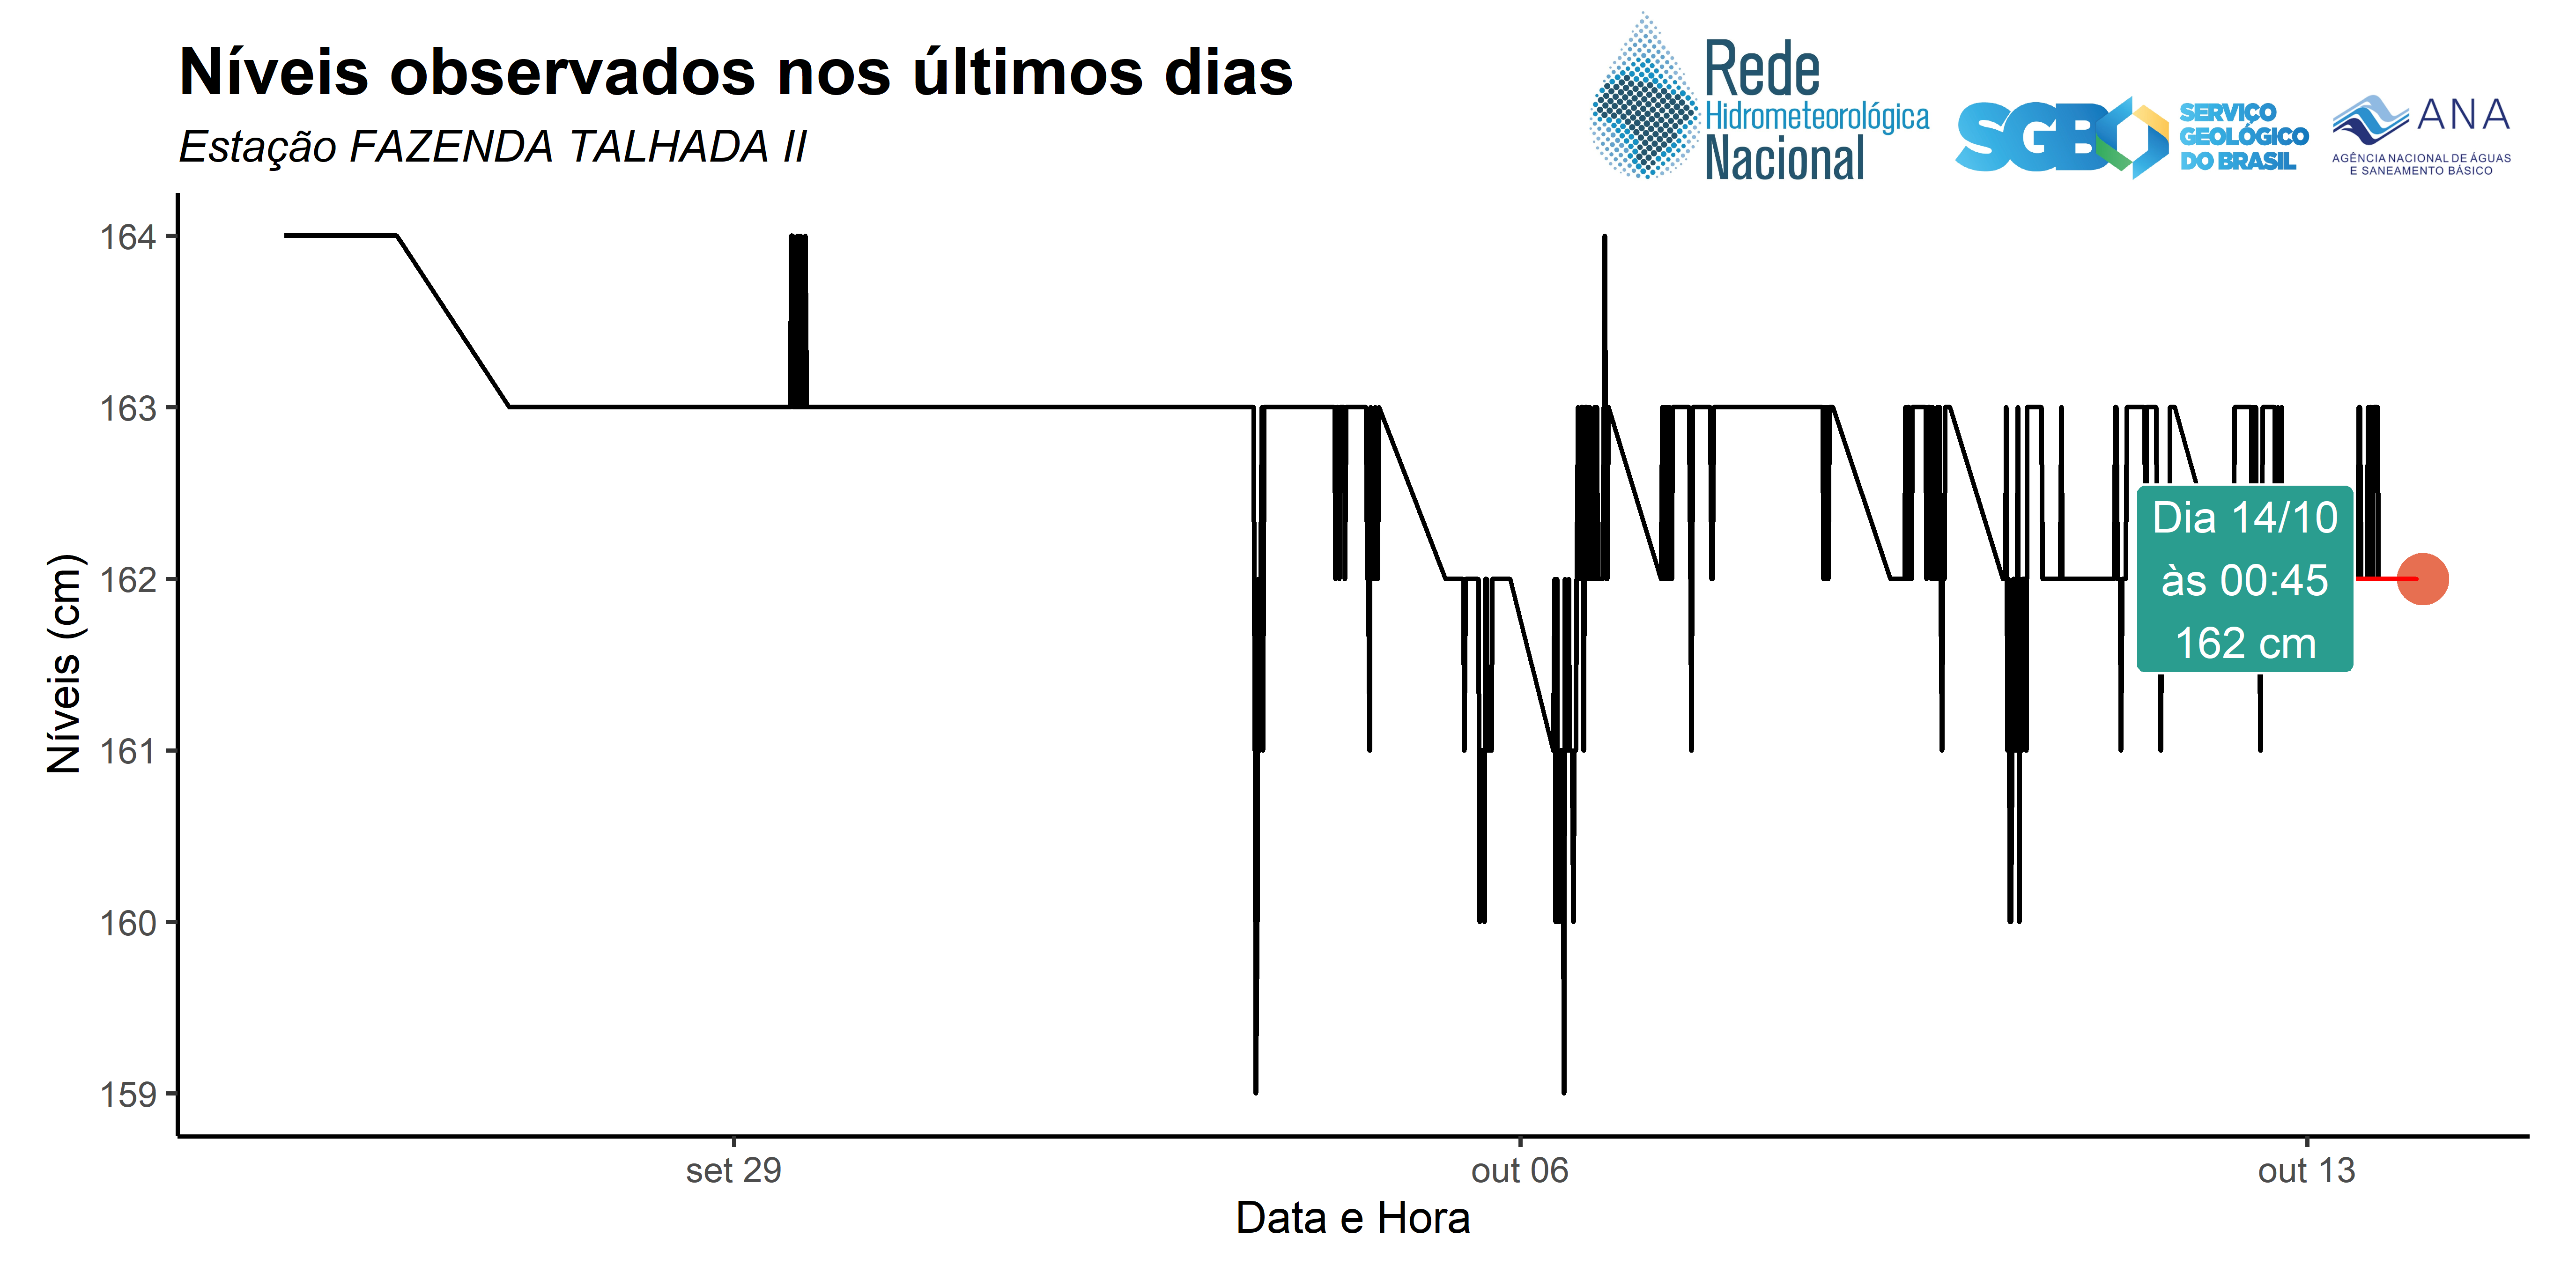 Níveis observados nos últimos dias
Estação FAZENDA TALHADA II
Rede
Hidrometeorológica
Nacional
SGB
SERVIÇO
GEOLÓGICO
DO BRASIL
ANA
AGÊNCIA NACIONAL DE ÁGUAS
E SANEAMENTO BÁSICO
Níveis (cm)
164
163
162
161
160
159
Dia 14/10
às 00:45
162 cm
set 29
out 06
out 13
Data e Hora